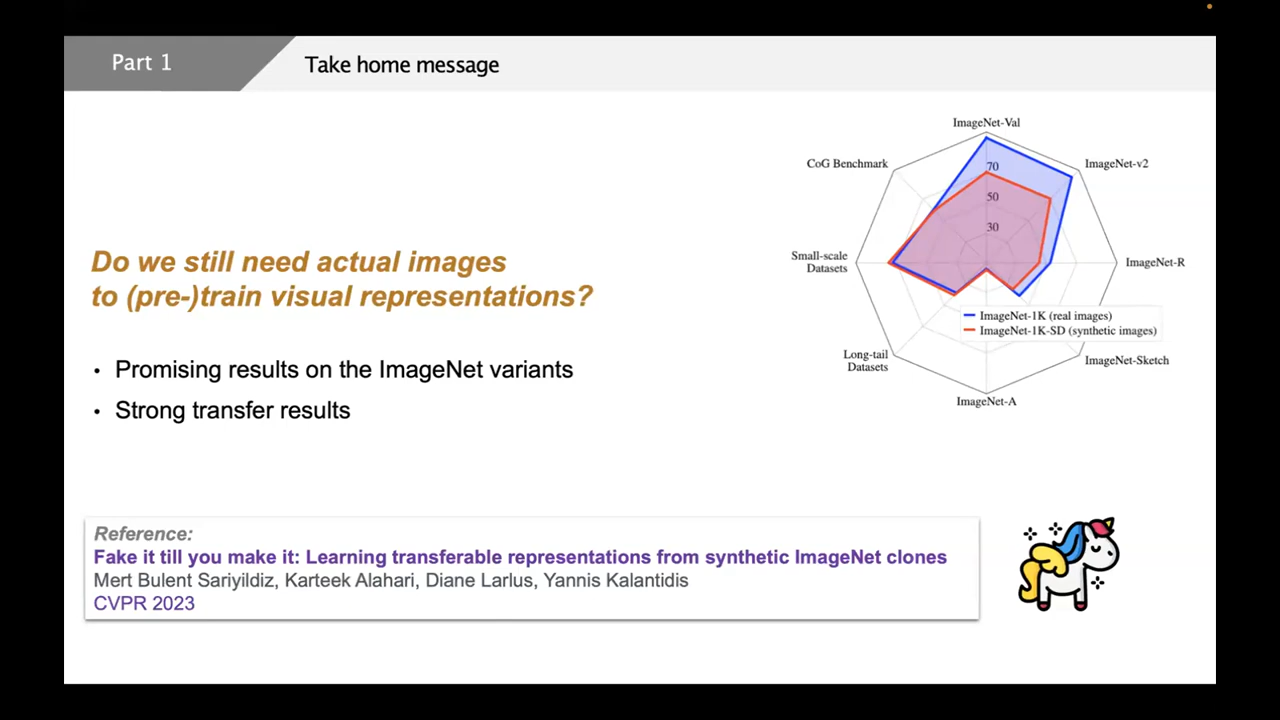 Part 1
Take home message
Do we still need actual images
to (pre-)train visual representations?
• Promising results on the ImageNet variants
• Strong transfer results
ImageNet-Val
ImageNet-v2
ImageNet-R
ImageNet-Sketch
ImageNet-A
Long-tail
Datasets
Small-scale
Datasets
CoG Benchmark
70
50
30
ImageNet-1K (real images)
ImageNet-1K-SD (synthetic images)
Reference:
Fake it till you make it: Learning transferable representations from synthetic ImageNet clones
Mert Bulent Sariyildiz, Karteek Alahari, Diane Larlus, Yannis Kalantidis
CVPR 2023